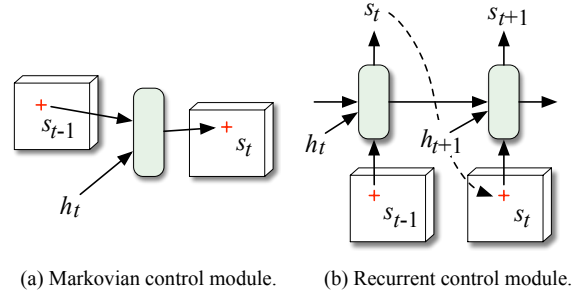 s_t s_{t+1}
s_{t-1}
s_t
h_t h_{t+1}
h_t
s_{t-1} s_t
(a) Markovian control module. (b) Recurrent control module.